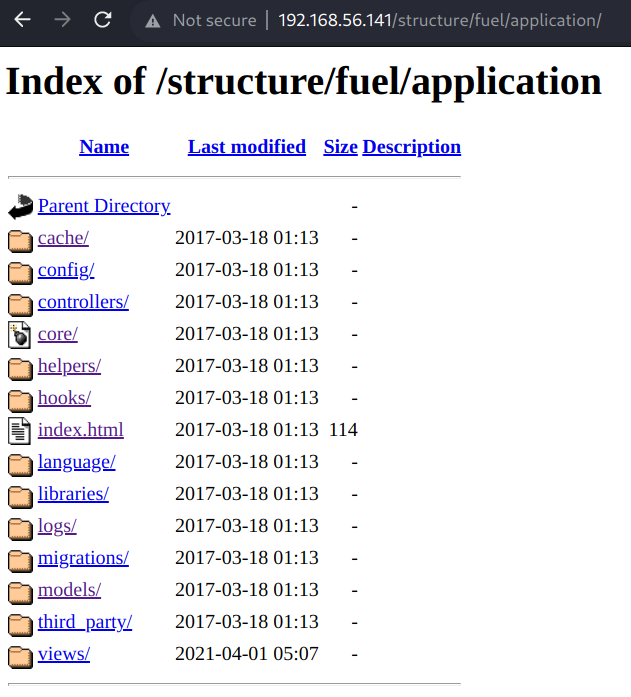 Not secure 192.168.56.141/structure/fuel/application/
Index of /structure/fuel/application
Name Last modified Size Description
Parent Directory -
cache/ 2017-03-18 01:13 -
config/ 2017-03-18 01:13 -
controllers/ 2017-03-18 01:13 -
core/ 2017-03-18 01:13 -
helpers/ 2017-03-18 01:13 -
hooks/ 2017-03-18 01:13 -
index.html 2017-03-18 01:13 114
language/ 2017-03-18 01:13 -
libraries/ 2017-03-18 01:13 -
logs/ 2017-03-18 01:13 -
migrations/ 2017-03-18 01:13 -
models/ 2017-03-18 01:13 -
third_party/ 2017-03-18 01:13 -
views/ 2021-04-01 05:07 -